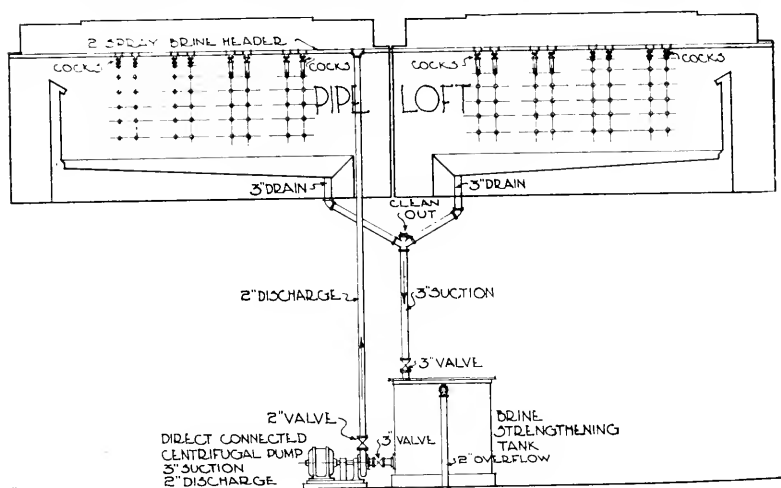 2 SPRAY BRINE HEADER
COCKS
COCKS
COCKS
COCKS
PIPE LOFT
3" DRAIN
3" DRAIN
CLEAN
OUT
2" DISCHARGE
3" SUCTION
3" VALVE
2" VALVE
3" VALVE
DIRECT CONNECTED
CENTRIFUGAL PUMP
3" SUCTION
2" DISCHARGE
BRINE
STRENGTHENING
TANK
2" OVERFLOW